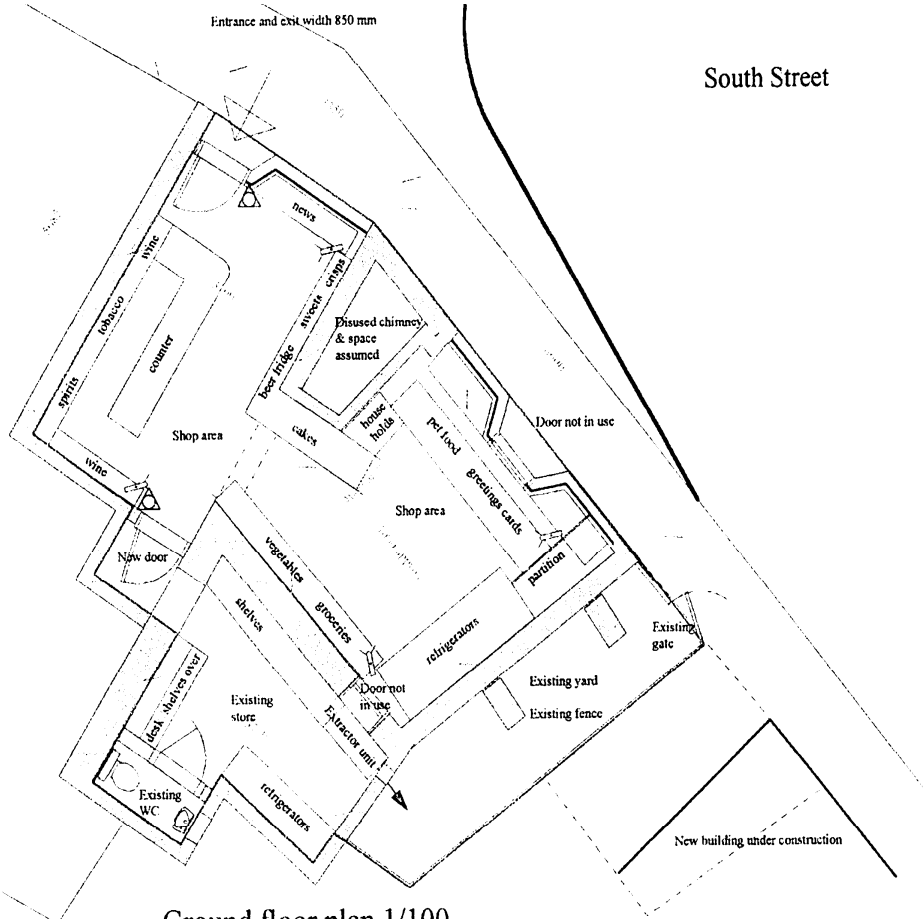 Entrance and exit width 850 mm
South Street
news
wine
crisps
sweets
tobacco
Disused chimney
& space
assumed
counter
beer fridge
spirits
house
holds
pet food
Door not in use
cakes
Shop area
wine
greetings cards
Shop area
New door
vegetables
partition
shelves
groceries
refrigerators
Existing
gate
desk shelves over
Existing
store
Door not
in use
Existing yard
Extractor unit
Existing fence
Existing
WC
refrigerators
New building under construction
Ground floor plan 1/100